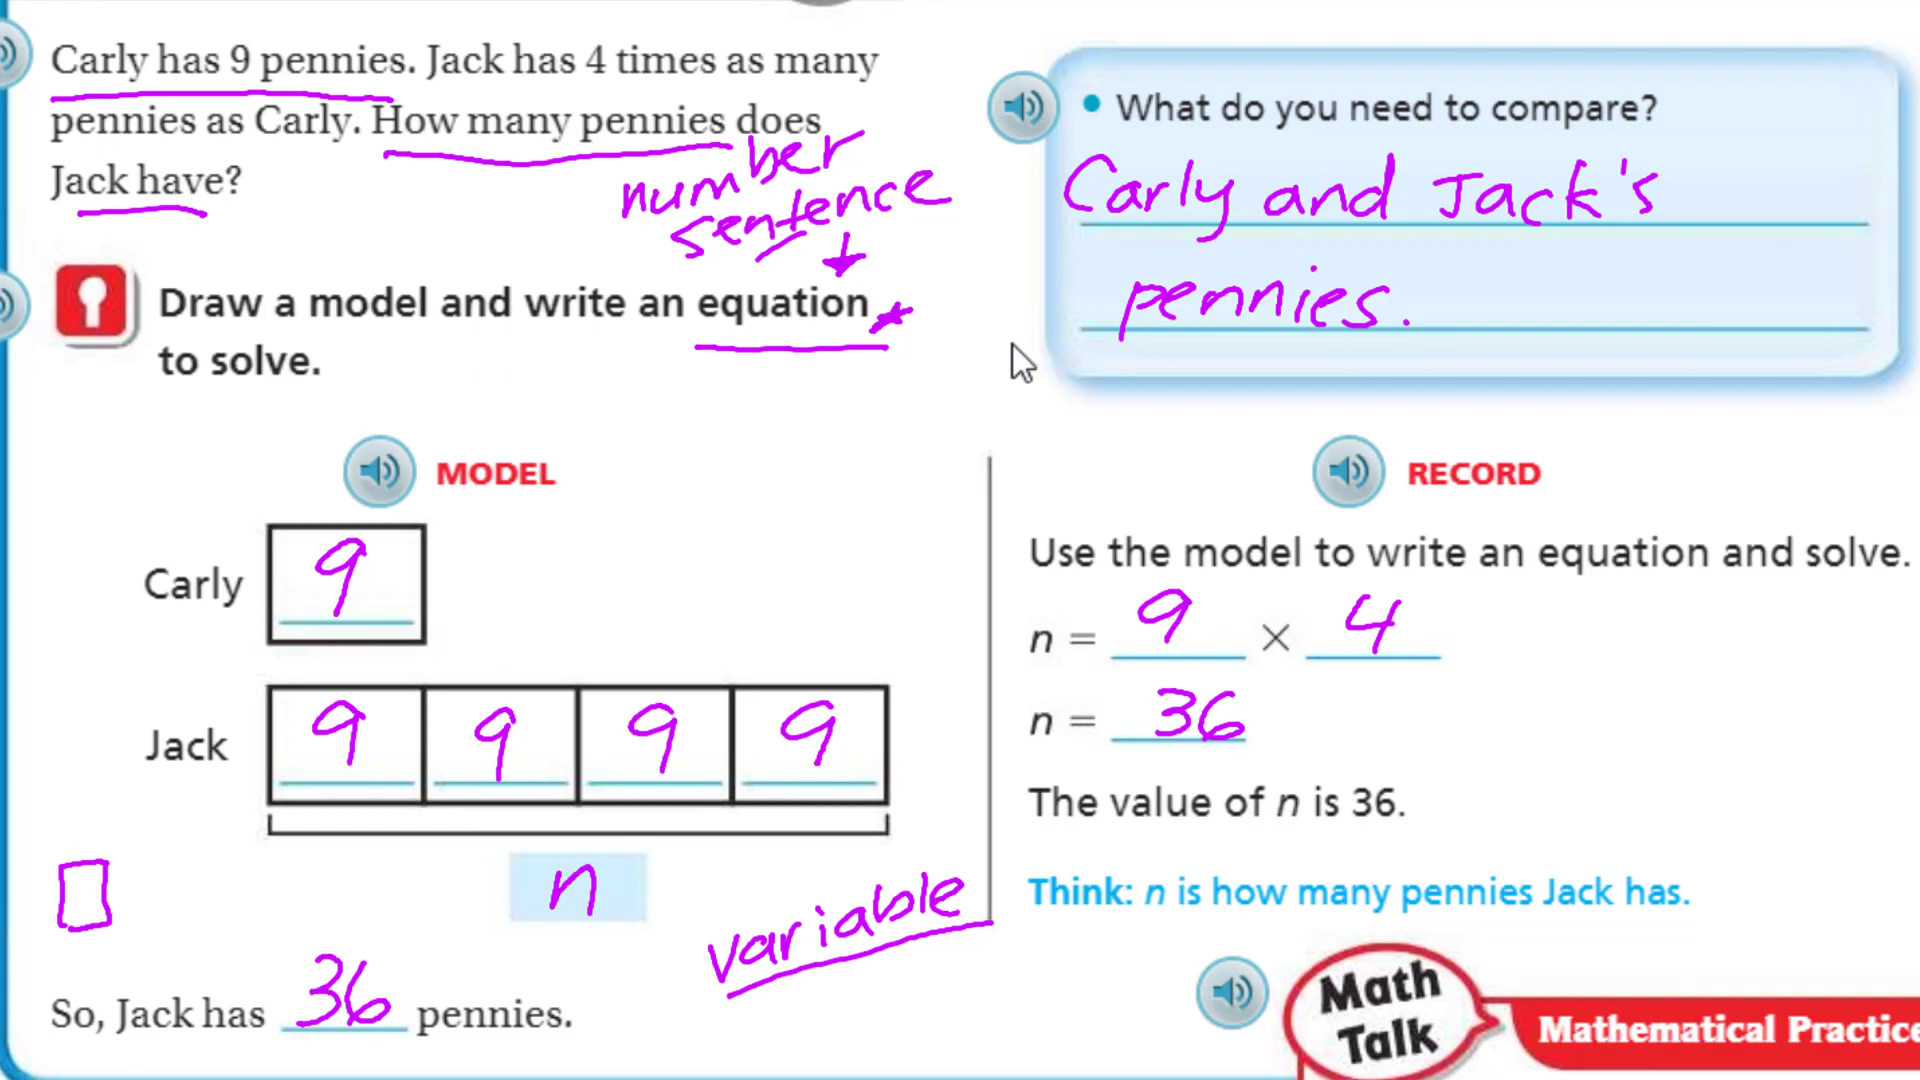 Carly has 9 pennies. Jack has 4 times as many
pennies as Carly. How many pennies does
Jack have?
number
sentence
Draw a model and write an equation
to solve.
• What do you need to compare?
Carly and Jack's
pennies.
MODEL
Carly 9
Jack 9 9 9 9
n
variable
So, Jack has 36 pennies.
RECORD
Use the model to write an equation and solve.
n = 9 × 4
n = 36
The value of n is 36.
Think: n is how many pennies Jack has.
Math
Talk
Mathematical Practice